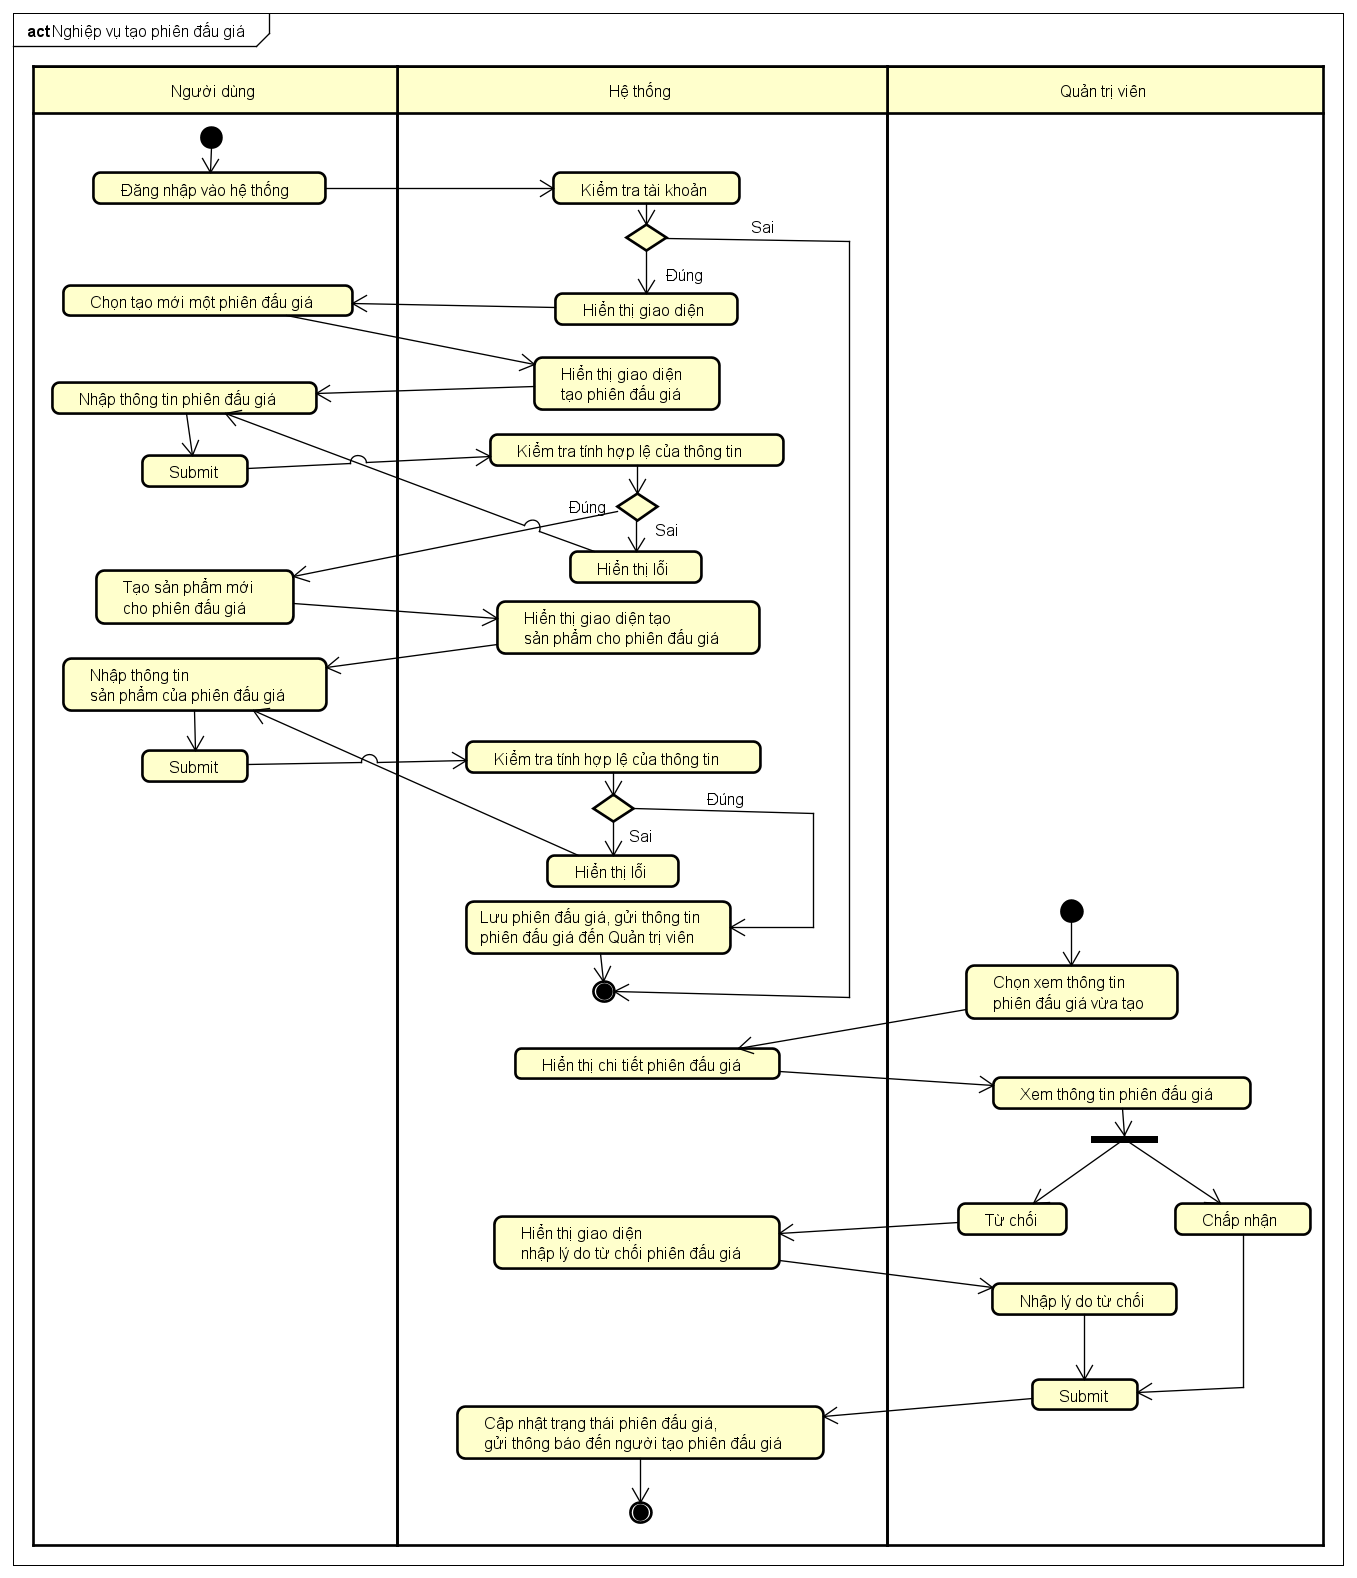 act Nghiệp vụ tạo phiên đấu giá
Người dùng
Hệ thống
Quản trị viên
Đăng nhập vào hệ thống
Kiểm tra tài khoản
Sai
Đúng
Chọn tạo mới một phiên đấu giá
Hiển thị giao diện
Hiển thị giao diện
tạo phiên đấu giá
Nhập thông tin phiên đấu giá
Submit
Kiểm tra tính hợp lệ của thông tin
Đúng
Sai
Hiển thị lỗi
Tạo sản phẩm mới
cho phiên đấu giá
Hiển thị giao diện tạo
sản phẩm cho phiên đấu giá
Nhập thông tin
sản phẩm của phiên đấu giá
Submit
Kiểm tra tính hợp lệ của thông tin
Đúng
Sai
Hiển thị lỗi
Lưu phiên đấu giá, gửi thông tin
phiên đấu giá đến Quản trị viên
Chọn xem thông tin
phiên đấu giá vừa tạo
Hiển thị chi tiết phiên đấu giá
Xem thông tin phiên đấu giá
Từ chối
Chấp nhận
Hiển thị giao diện
nhập lý do từ chối phiên đấu giá
Nhập lý do từ chối
Submit
Cập nhật trạng thái phiên đấu giá,
gửi thông báo đến người tạo phiên đấu giá